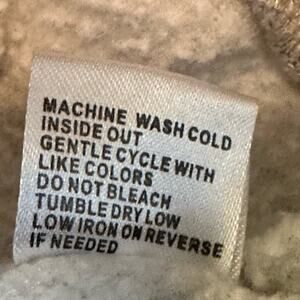 MACHINE WASH COLD
INSIDE OUT
GENTLE CYCLE WITH
LIKE COLORS
DO NOT BLEACH
TUMBLE DRY LOW
LOW IRON ON REVERSE
IF NEEDED